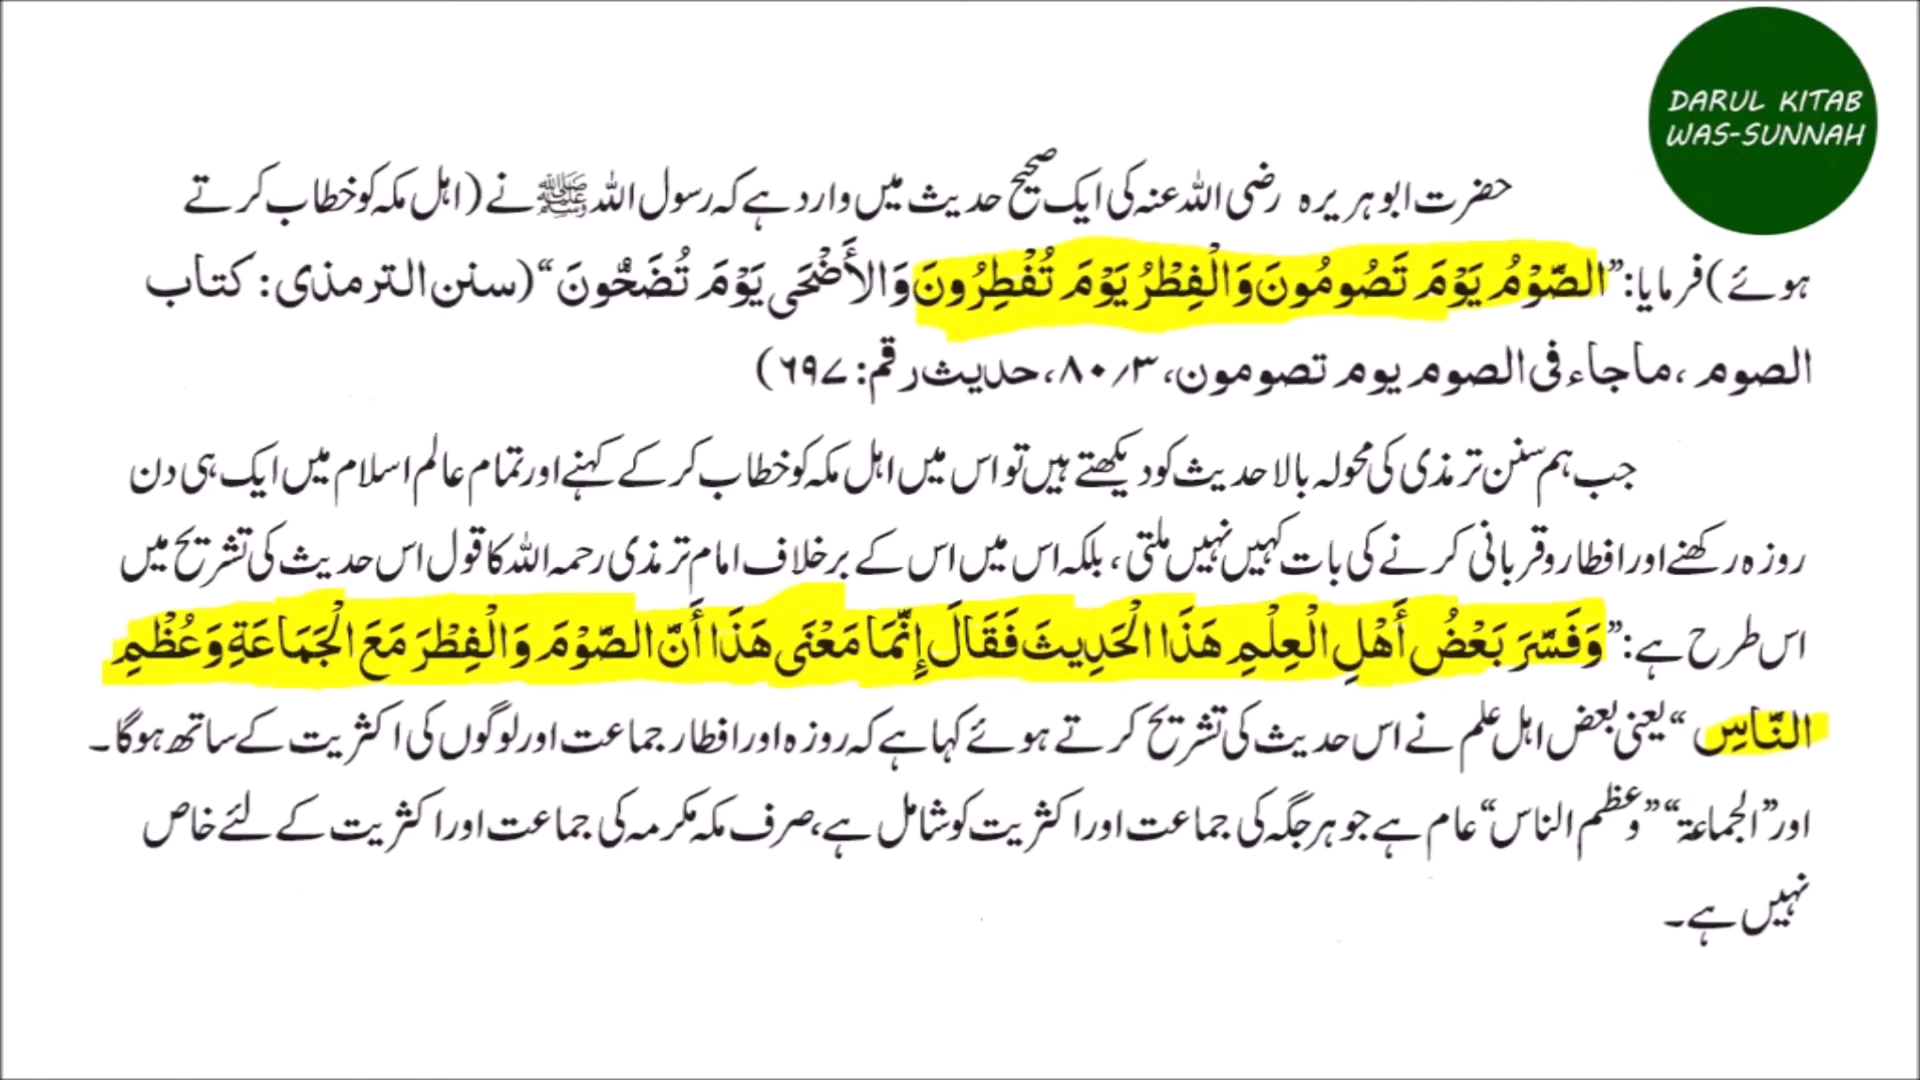 DARUL KITAB
WAS-SUNNAH
حضرت ابوہریرہ رضی اللہ عنہ کی ایک صحیح حدیث میں وارد ہے کہ رسول اللہ ﷺ نے (اہل مکہ کو خطاب کرتے
ہوئے) فرمایا: ”الصَّوْمُ يَوْمَ تَصُومُونَ وَالْفِطْرُ يَوْمَ تُفْطِرُونَ وَالأَضْحَى يَوْمَ تُضَحُّونَ“ (سنن الترمذی: کتاب
الصوم، ماجاء فی الصوم یوم تصومون، ۳؍۸۰، حدیث رقم: ۶۹۷)
جب ہم سنن ترمذی کی محولہ بالا حدیث کو دیکھتے ہیں تو اس میں اہل مکہ کو خطاب کر کے کہنے اور تمام عالم اسلام میں ایک ہی دن
روزہ رکھنے اور افطار و قربانی کرنے کی بات کہیں نہیں ملتی، بلکہ اس میں اس کے برخلاف امام ترمذی رحمہ اللہ کا قول اس حدیث کی تشریح میں
اس طرح ہے: ”وَفَسَّرَ بَعْضُ أَهْلِ الْعِلْمِ هَذَا الْحَدِيثَ فَقَالَ إِنَّمَا مَعْنَى هَذَا أَنَّ الصَّوْمَ وَالْفِطْرَ مَعَ الْجَمَاعَةِ وَعُظْمِ
النَّاسِ“ یعنی بعض اہل علم نے اس حدیث کی تشریح کرتے ہوئے کہا ہے کہ روزہ اور افطار جماعت اور لوگوں کی اکثریت کے ساتھ ہوگا۔
اور ”الجماعۃ“ ”وعظم الناس“ عام ہے جو ہر جگہ کی جماعت اور اکثریت کو شامل ہے، صرف مکہ مکرمہ کی جماعت اور اکثریت کے لئے خاص
نہیں ہے۔